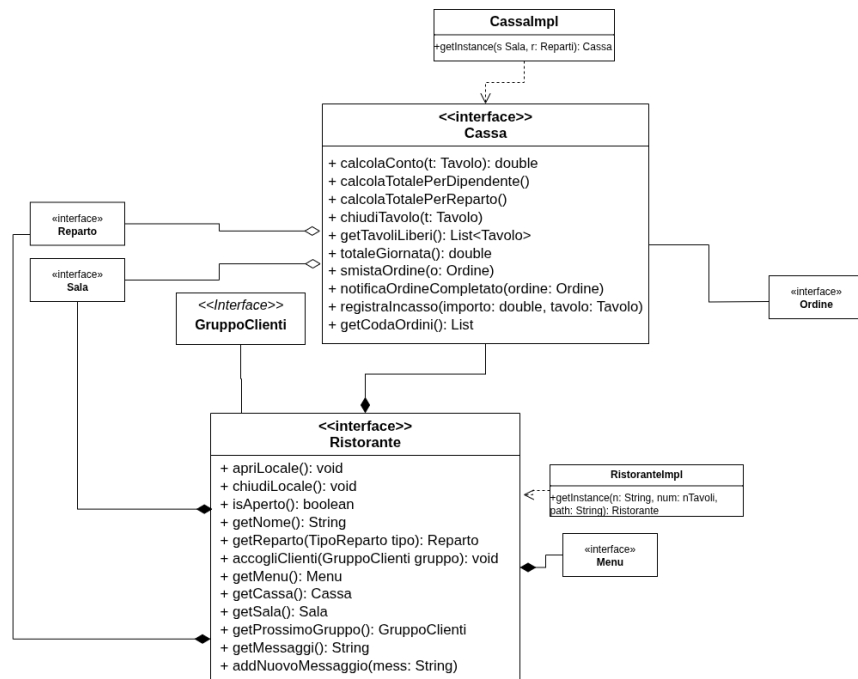 CassaImpl
+getInstance(s Sala, r: Reparti): Cassa
<<interface>>
Cassa
+ calcolaConto(t: Tavolo): double
+ calcolaTotalePerDipendente()
+ calcolaTotalePerReparto()
+ chiudiTavolo(t: Tavolo)
+ getTavoliLiberi(): List<Tavolo>
+ totaleGiornata(): double
+ smistaOrdine(o: Ordine)
+ notificaOrdineCompletato(ordine: Ordine)
+ registraIncasso(importo: double, tavolo: Tavolo)
+ getCodaOrdini(): List
«interface»
Reparto
«interface»
Sala
<<Interface>>
GruppoClienti
«interface»
Ordine
<<interface>>
Ristorante
+ apriLocale(): void
+ chiudiLocale(): void
+ isAperto(): boolean
+ getNome(): String
+ getReparto(TipoReparto tipo): Reparto
+ accogliClienti(GruppoClienti gruppo): void
+ getMenu(): Menu
+ getCassa(): Cassa
+ getSala(): Sala
+ getProssimoGruppo(): GruppoClienti
+ getMessaggi(): String
+ addNuovoMessaggio(mess: String)
RistoranteImpl
+getInstance(n: String, num: nTavoli,
path: String): Ristorante
«interface»
Menu